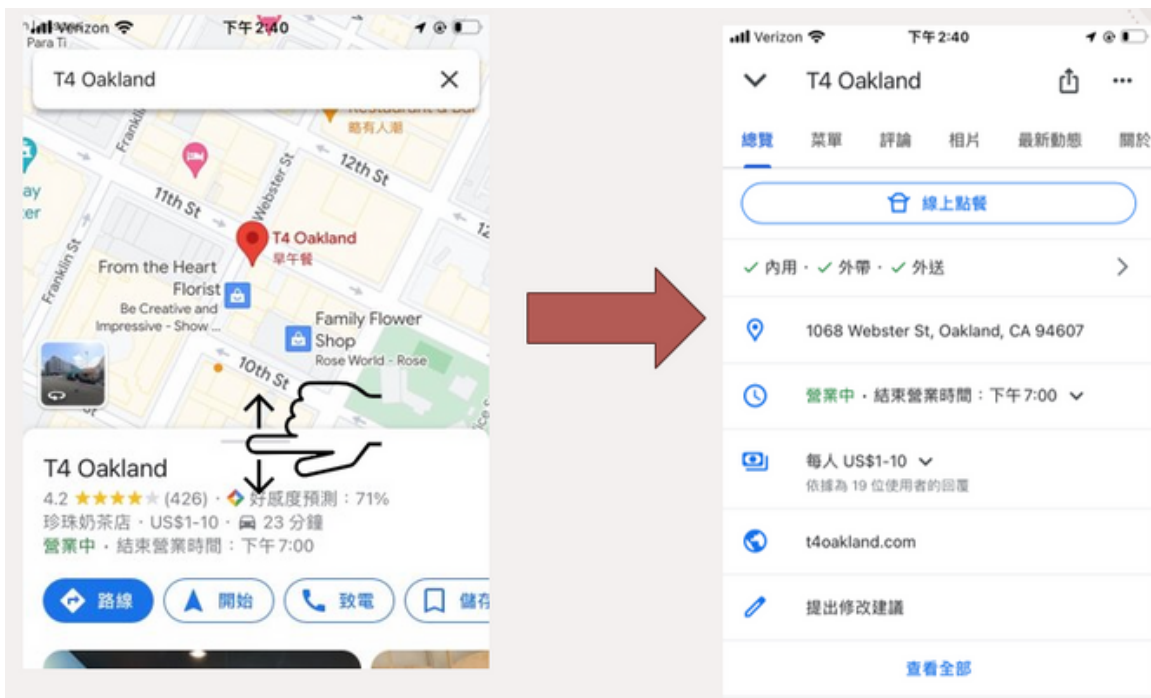 Verizon
下午 2:40
Para Ti
T4 Oakland
略有人潮
Franklin
12th St
11th St
Webster St
T4 Oakland
早午餐
Franklin St
From the Heart
Florist
Be Creative and
Impressive - Show ...
Family Flower
Shop
Rose World - Rose
10th St
T4 Oakland
4.2 (426) · 好感度預測：71%
珍珠奶茶店 · US$1-10 · 23 分鐘
營業中 · 結束營業時間：下午 7:00
路線
開始
致電
儲存
Verizon
下午 2:40
T4 Oakland
總覽
菜單
評論
相片
最新動態
關於
線上點餐
✓ 內用 · ✓ 外帶 · ✓ 外送
1068 Webster St, Oakland, CA 94607
營業中 · 結束營業時間：下午 7:00
每人 US$1-10
依據為 19 位使用者的回覆
t4oakland.com
提出修改建議
查看全部